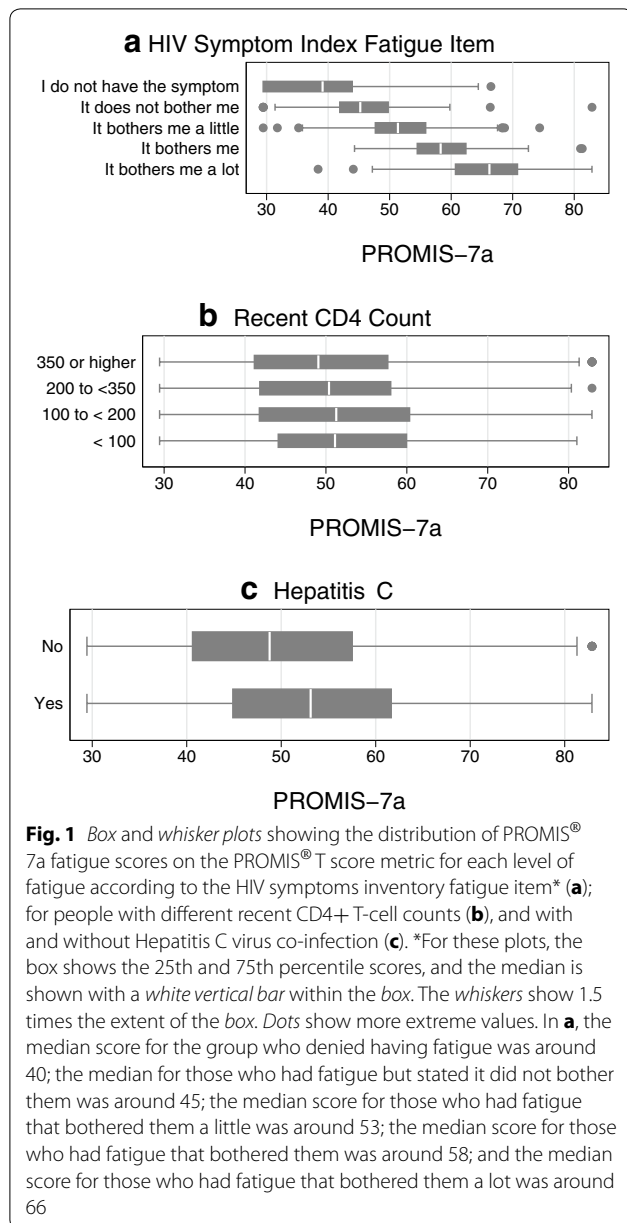 a HIV Symptom Index Fatigue Item
I do not have the symptom
It does not bother me
It bothers me a little
It bothers me
It bothers me a lot
30 40 50 60 70 80
PROMIS−7a
b Recent CD4 Count
350 or higher
200 to <350
100 to < 200
< 100
30 40 50 60 70 80
PROMIS−7a
c Hepatitis C
No
Yes
30 40 50 60 70 80
PROMIS−7a
Fig. 1 Box and whisker plots showing the distribution of PROMIS®
7a fatigue scores on the PROMIS® T score metric for each level of
fatigue according to the HIV symptoms inventory fatigue item* (a);
for people with different recent CD4+ T-cell counts (b), and with
and without Hepatitis C virus co-infection (c). *For these plots, the
box shows the 25th and 75th percentile scores, and the median is
shown with a white vertical bar within the box. The whiskers show 1.5
times the extent of the box. Dots show more extreme values. In a, the
median score for the group who denied having fatigue was around
40; the median for those who had fatigue but stated it did not bother
them was around 45; the median score for those who had fatigue
that bothered them a little was around 53; the median score for those
who had fatigue that bothered them was around 58; and the median
score for those who had fatigue that bothered them a lot was around
66